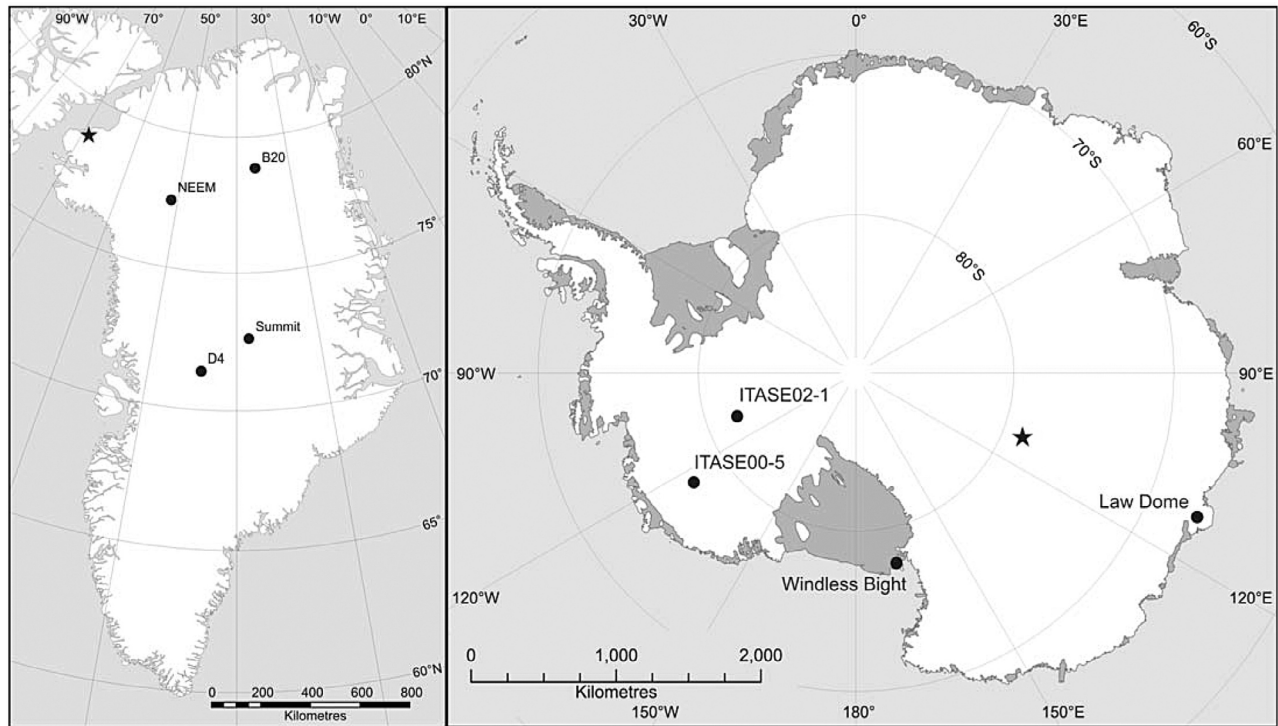 90°W 70° 50° 30° 10°W 0° 10°E
80°N
B20
NEEM
75°
Summit
D4
70°
65°
60°N
0 200 400 600 800
Kilometres
30°W 0° 30°E
60°S
60°E
70°S
80°S
90°W
90°E
ITASE02-1
ITASE00-5
Law Dome
Windless Bight
120°W
120°E
0 1,000 2,000
Kilometres
150°W 180° 150°E